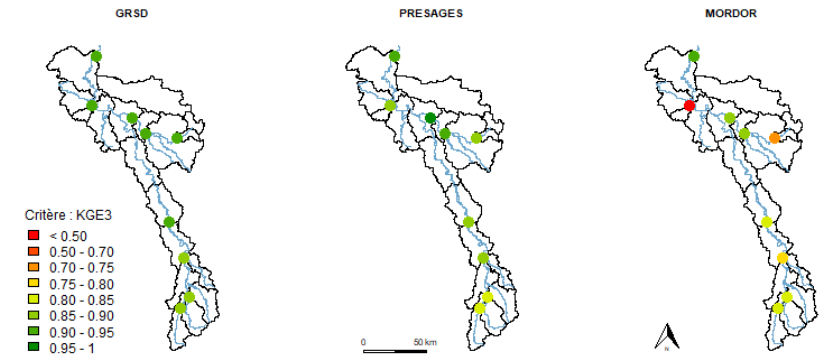 GRSD
PRESAGES
MORDOR
Critère : KGE3
< 0.50
0.50 - 0.70
0.70 - 0.75
0.75 - 0.80
0.80 - 0.85
0.85 - 0.90
0.90 - 0.95
0.95 - 1
0 50 km
N